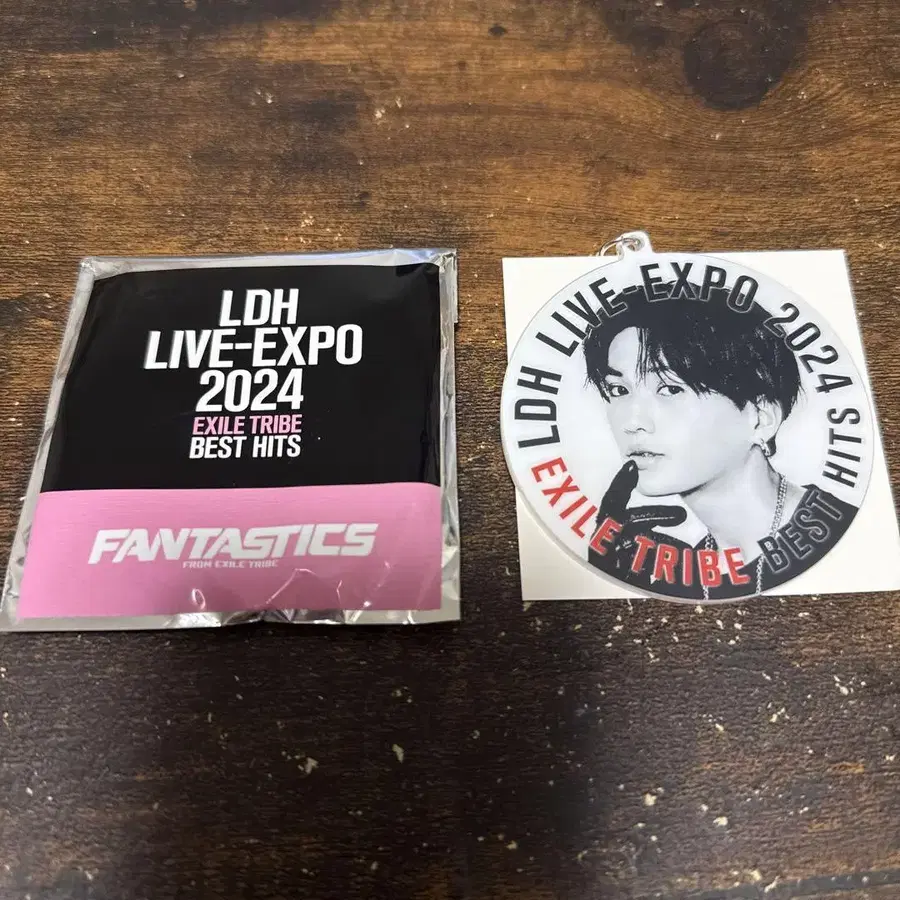 LDH
LIVE-EXPO
2024
EXILE TRIBE
BEST HITS
FANTASTICS
FROM EXILE TRIBE
LDH LIVE-EXPO 2024
EXILE TRIBE BEST HITS